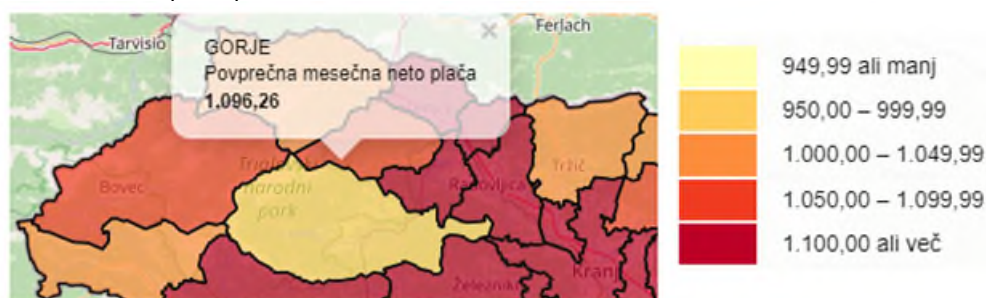 Tarvisio
Ferlach
×
GORJE
Povprečna mesečna neto plača
1.096,26
Bovec
Triglavski
narodni
park
Radovljica
Tržič
Železniki
Kranj
949,99 ali manj
950,00 – 999,99
1.000,00 – 1.049,99
1.050,00 – 1.099,99
1.100,00 ali več